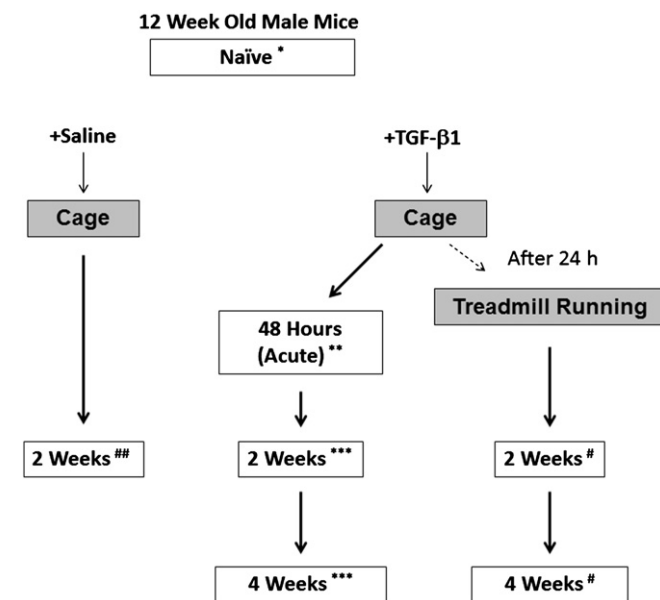 12 Week Old Male Mice
Naïve *
+Saline
+TGF-β1
Cage
Cage
After 24 h
Treadmill Running
48 Hours
(Acute) **
2 Weeks ##
2 Weeks ***
2 Weeks #
4 Weeks ***
4 Weeks #